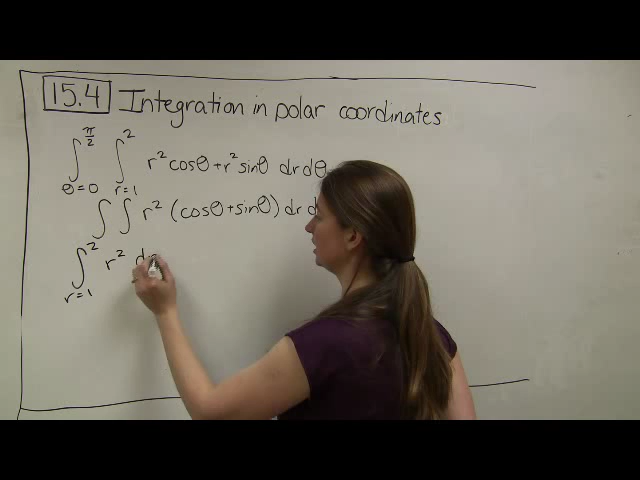 15.4 Integration in polar coordinates
∫_{θ=0}^{π/2} ∫_{r=1}^{2} r² cosθ + r² sinθ dr dθ
∫ ∫ r² (cosθ + sinθ) dr d
∫_{r=1}^{2} r² d